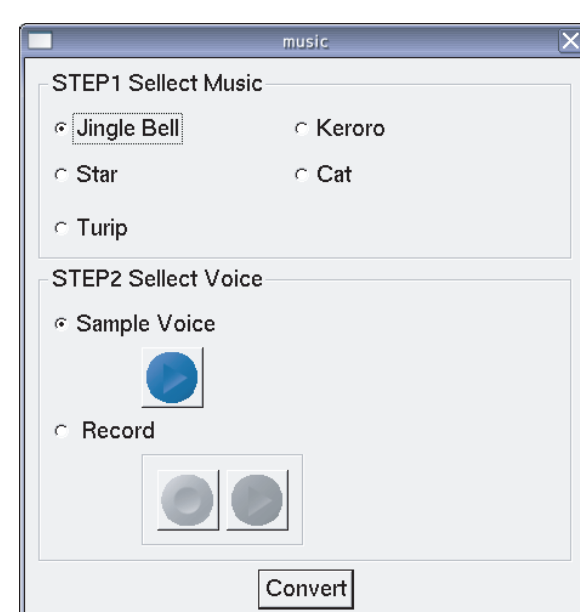 music
STEP1 Sellect Music
Jingle Bell
Keroro
Star
Cat
Turip
STEP2 Sellect Voice
Sample Voice
Record
Convert